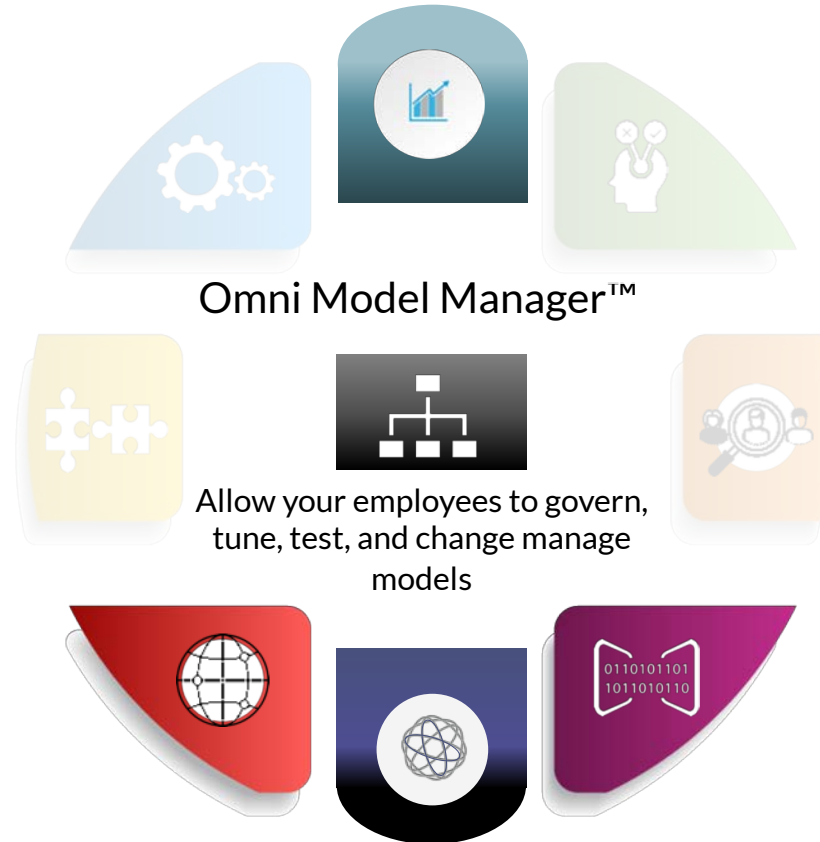 Omni Model Manager™
Allow your employees to govern,
tune, test, and change manage
models
0110101101
1011010110